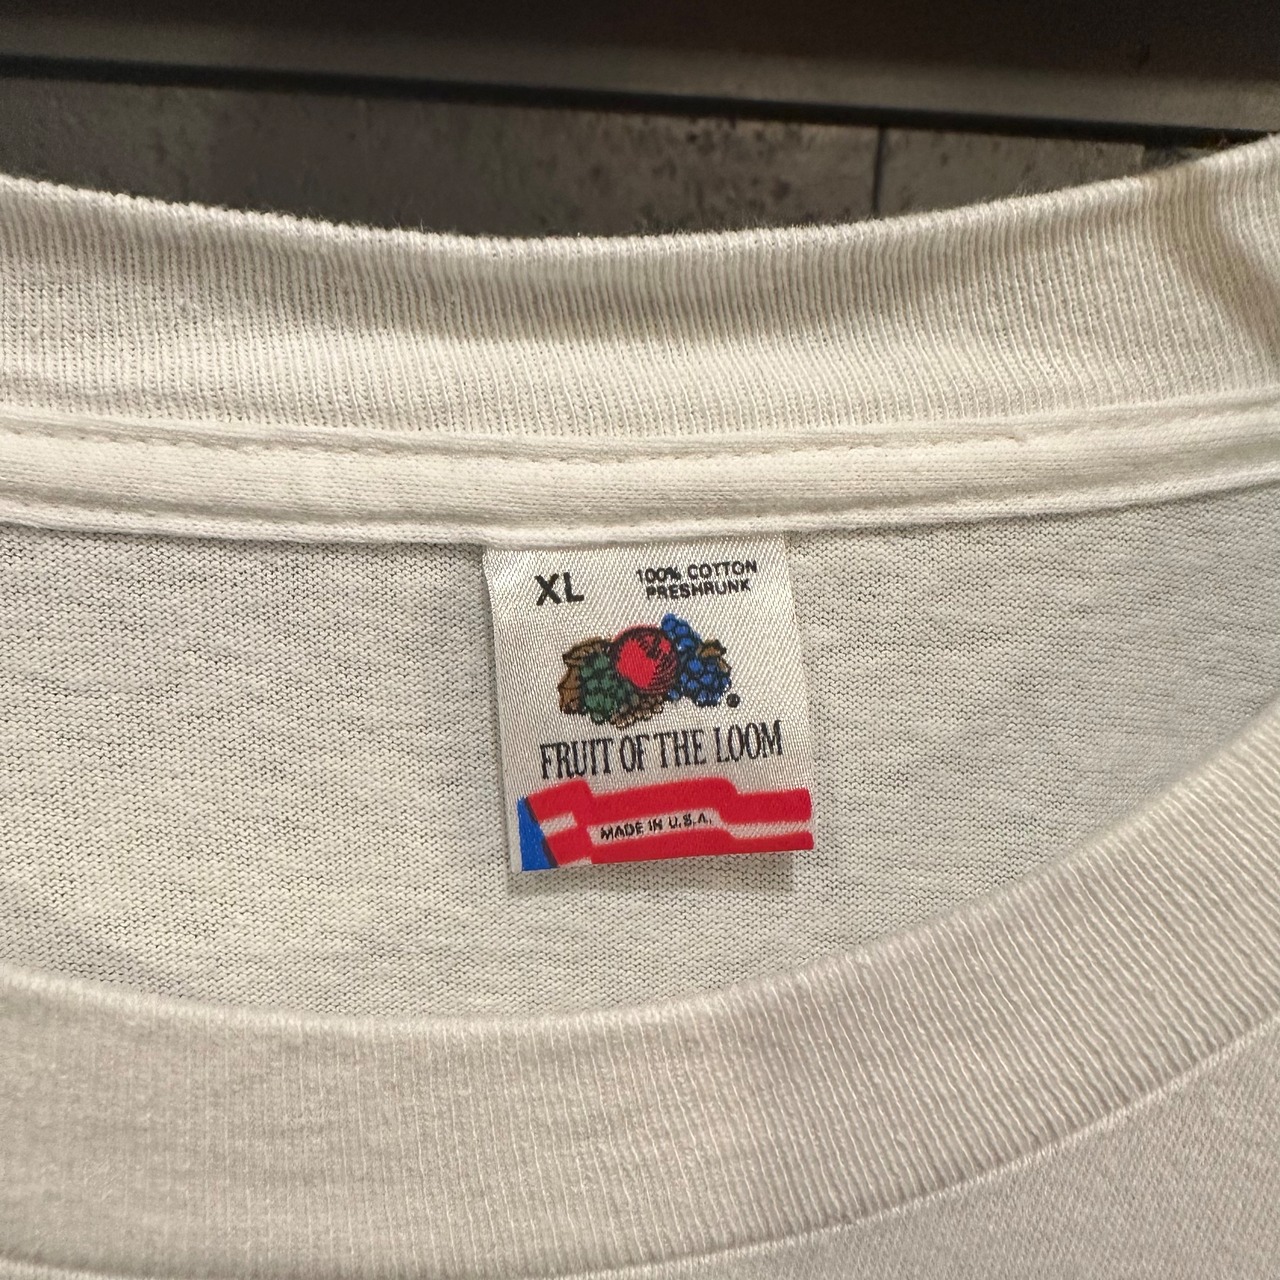 XL
100% COTTON
PRESHRUNK
FRUIT OF THE LOOM
MADE IN U.S.A.